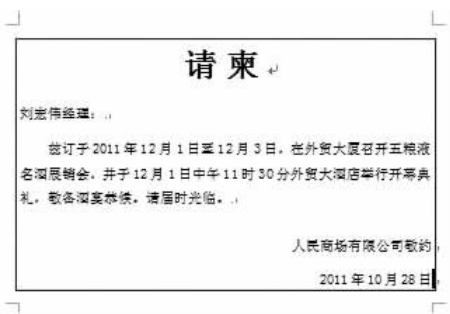 请柬
刘宏伟经理：
兹订于2011年12月1日至12月3日，在外贸大厦召开五粮液
名酒展销会，并于12月1日中午11时30分外贸大酒店举行开幕典
礼，敬备酒宴恭候。请届时光临。
人民商场有限公司敬约
2011年10月28日